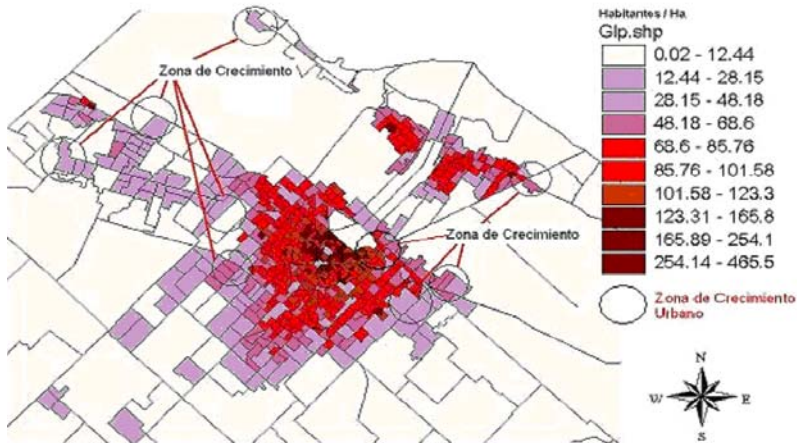 Habitantes / Ha
Glp.shp
0.02 - 12.44
12.44 - 28.15
28.15 - 48.18
48.18 - 68.6
68.6 - 85.76
85.76 - 101.58
101.58 - 123.3
123.31 - 165.8
165.89 - 254.1
254.14 - 465.5
Zona de Crecimiento
Urbano
Zona de Crecimiento
Zona de Crecimiento
N
W E
S